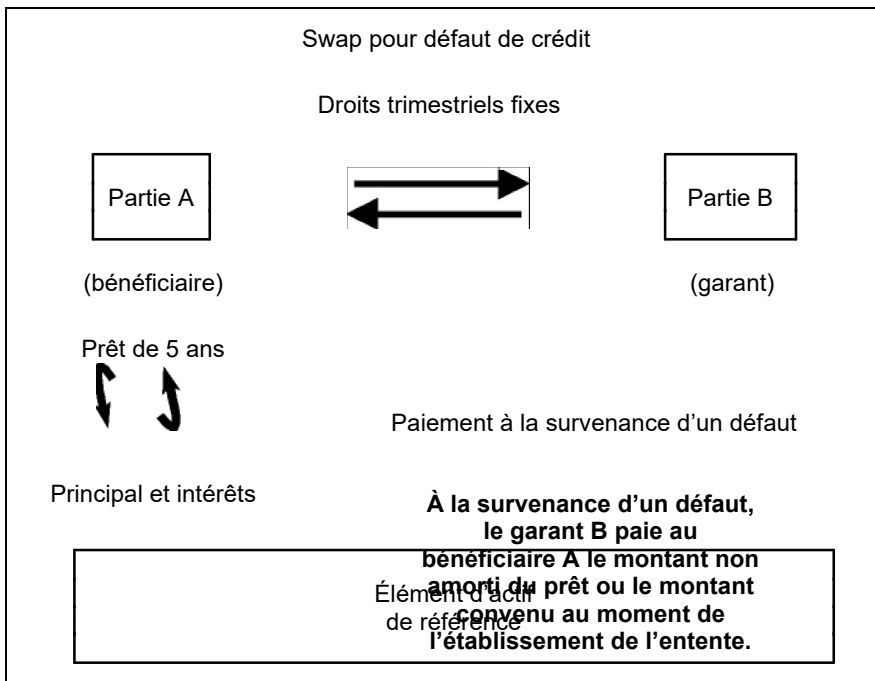 Swap pour défaut de crédit
Droits trimestriels fixes
Partie A
Partie B
(bénéficiaire)
(garant)
Prêt de 5 ans
Paiement à la survenance d’un défaut
Principal et intérêts
À la survenance d’un défaut,
le garant B paie au
bénéficiaire A le montant non
amorti du prêt ou le montant
convenu au moment de
l’établissement de l’entente.
Élément d’actif
de référence